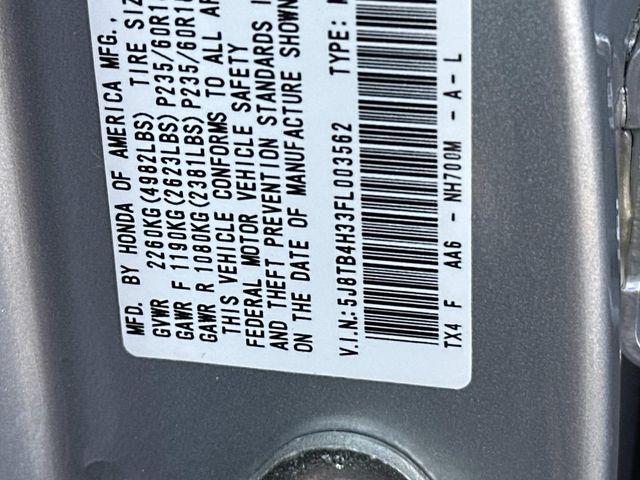 MFD. BY HONDA OF AMERICA MFG.,
GVWR 2260KG(4982LBS) TIRE SIZ
GAWR F 1190KG(2623LBS) P235/60R1
GAWR R 1080KG(2381LBS) P235/60R1
THIS VEHICLE CONFORMS TO ALL AP
FEDERAL MOTOR VEHICLE SAFETY
AND THEFT PREVENTION STANDARDS I
ON THE DATE OF MANUFACTURE SHOWN
V.I.N.:5J8TB4H33FL003562 TYPE:
TX4 F AA6 - NH700M - A - L